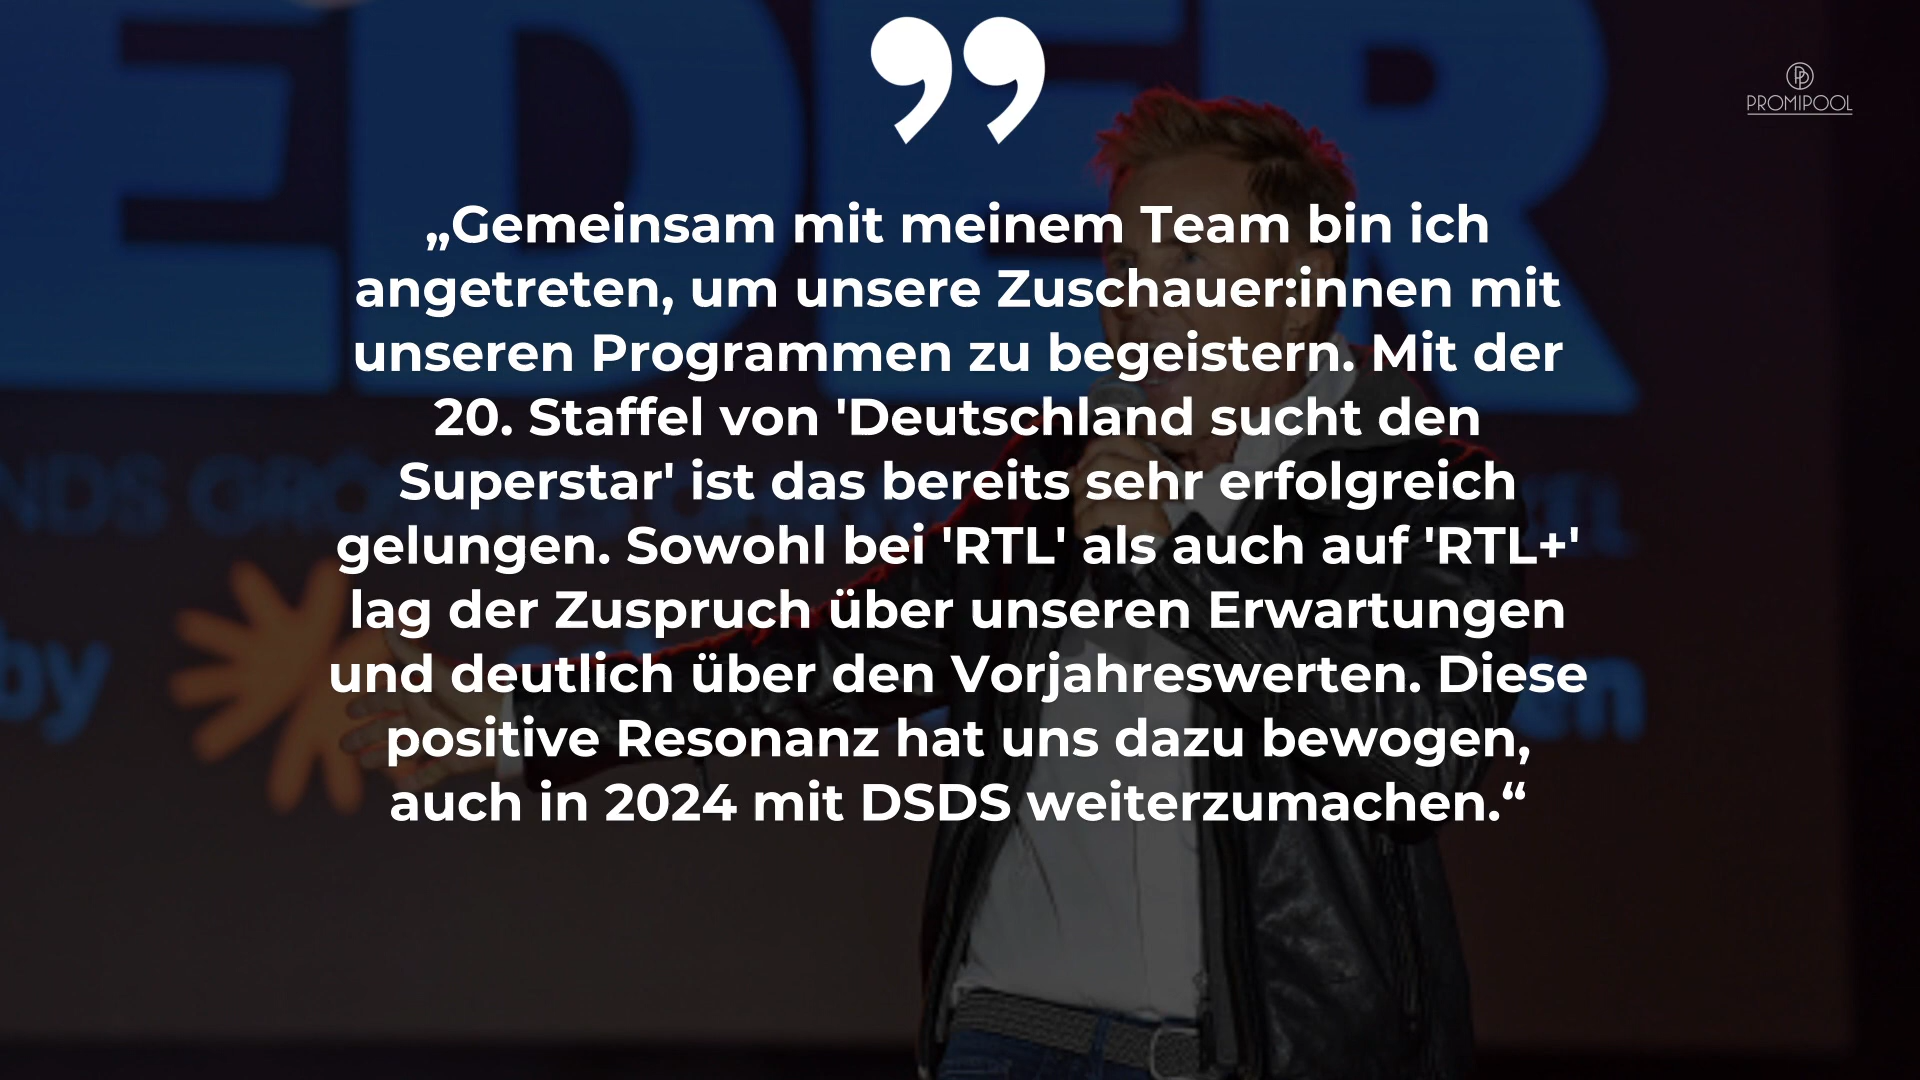 EDER
”
PROMIPOOL
„Gemeinsam mit meinem Team bin ich
angetreten, um unsere Zuschauer:innen mit
unseren Programmen zu begeistern. Mit der
20. Staffel von 'Deutschland sucht den
Superstar' ist das bereits sehr erfolgreich
gelungen. Sowohl bei 'RTL' als auch auf 'RTL+'
lag der Zuspruch über unseren Erwartungen
und deutlich über den Vorjahreswerten. Diese
positive Resonanz hat uns dazu bewogen,
auch in 2024 mit DSDS weiterzumachen.“
by